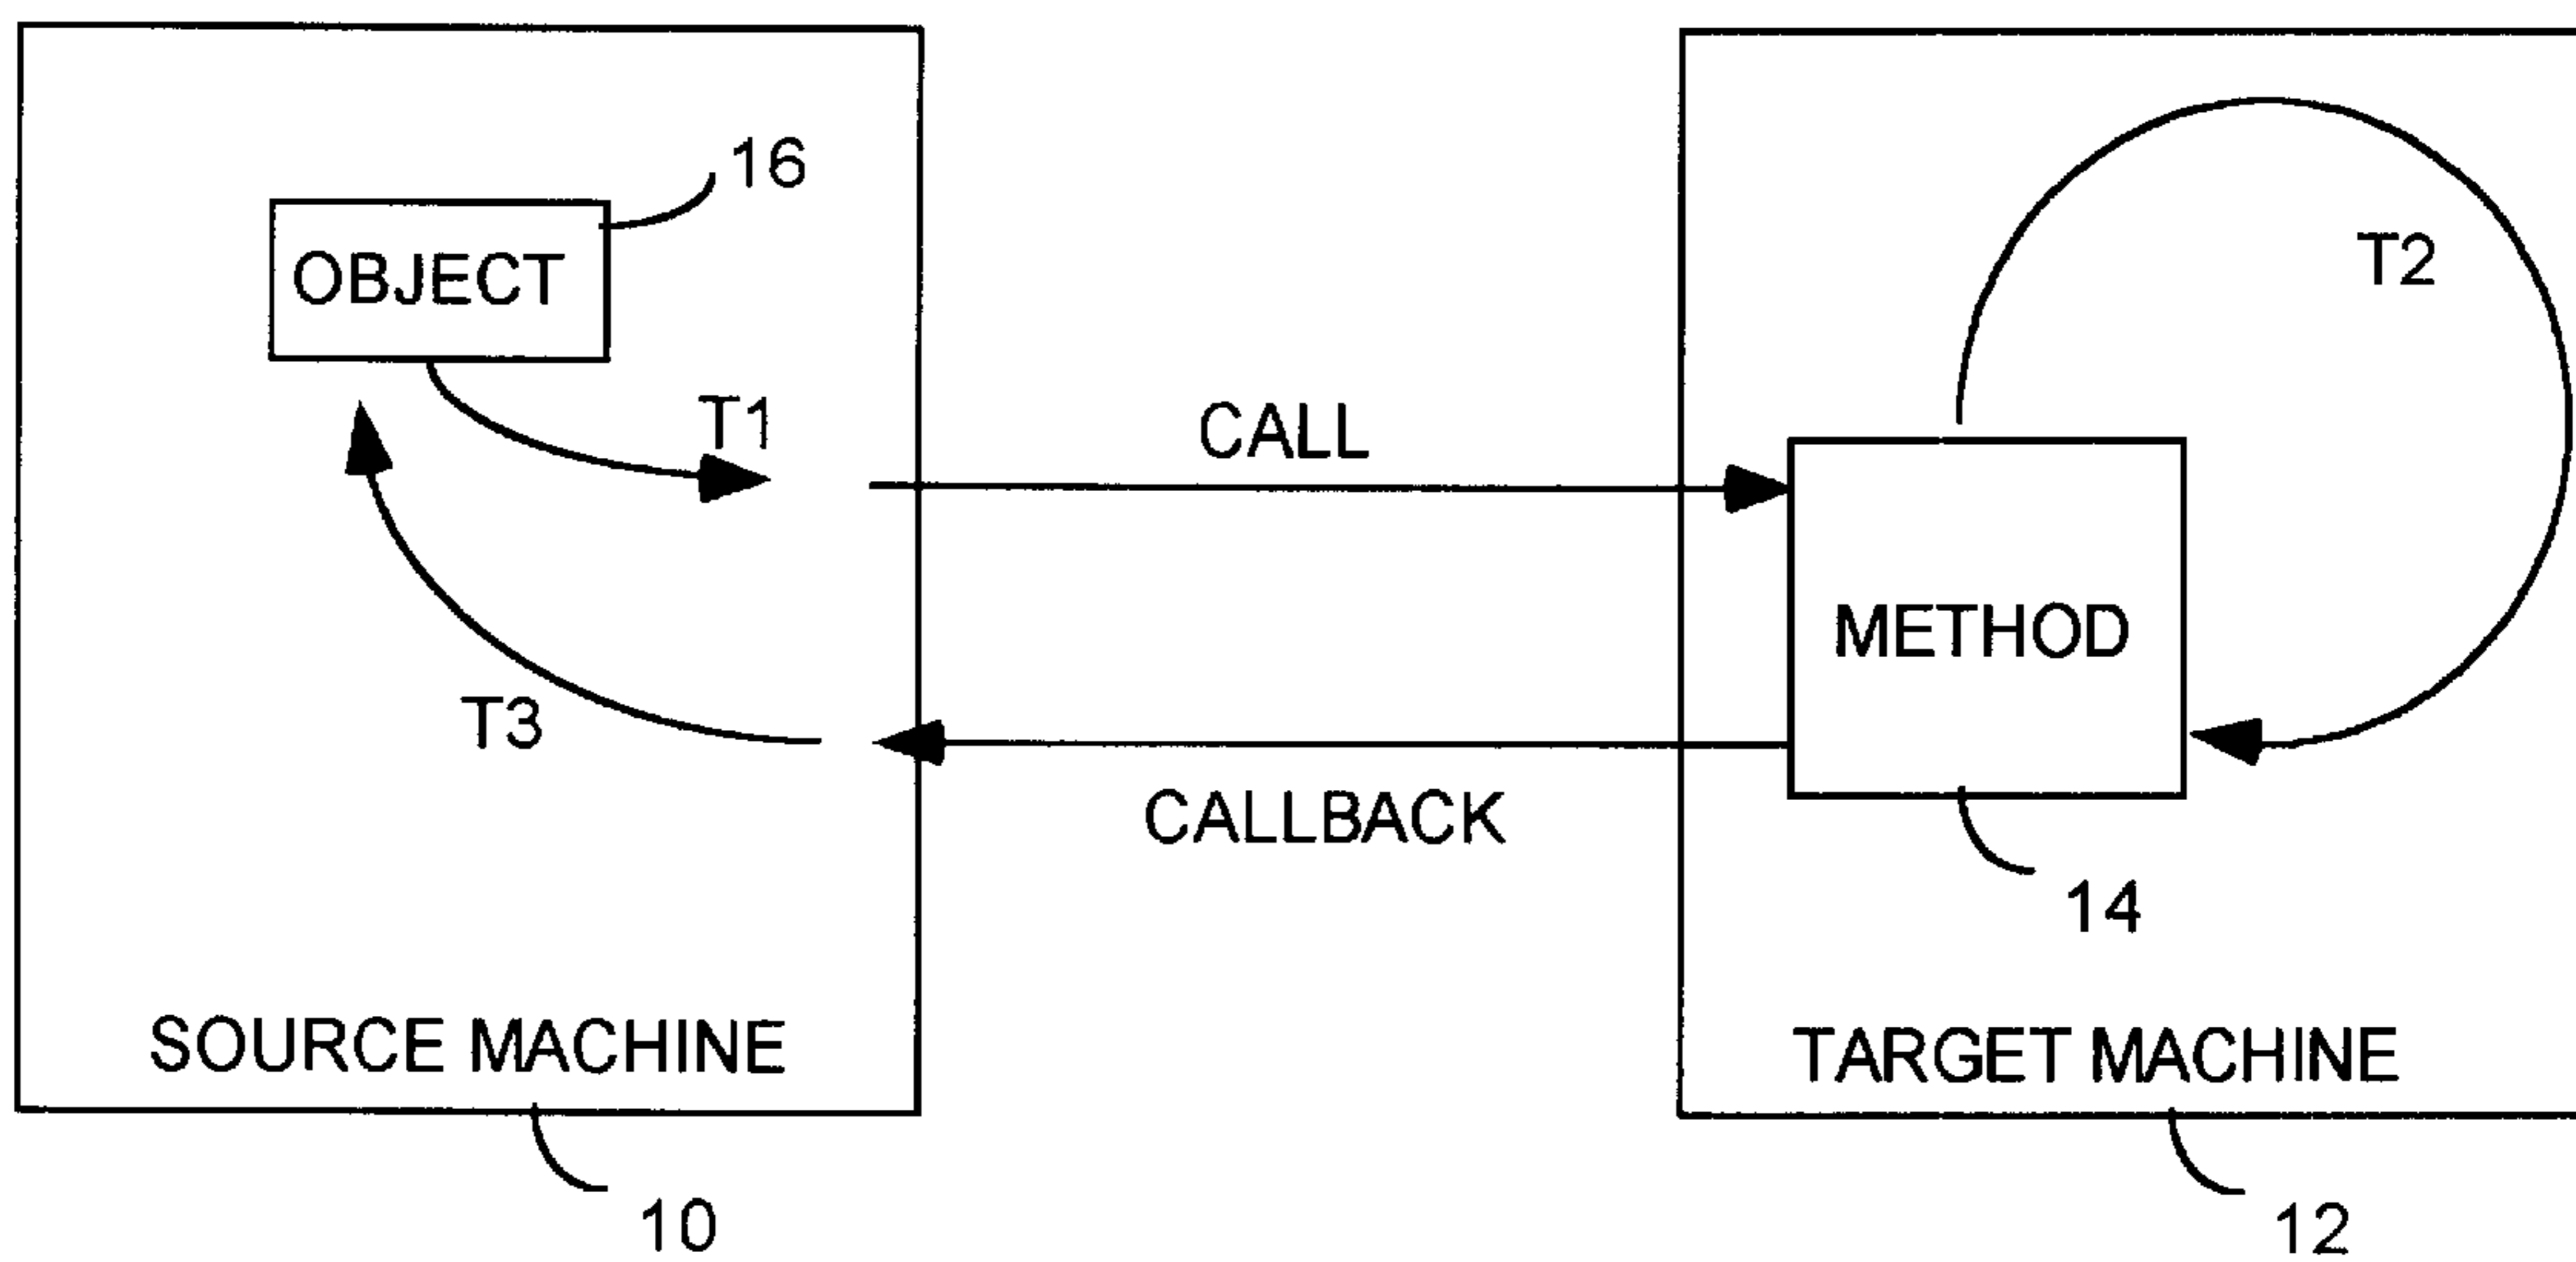 16
OBJECT
T2
T1
CALL
METHOD
T3
CALLBACK
14
SOURCE MACHINE
TARGET MACHINE
10
12